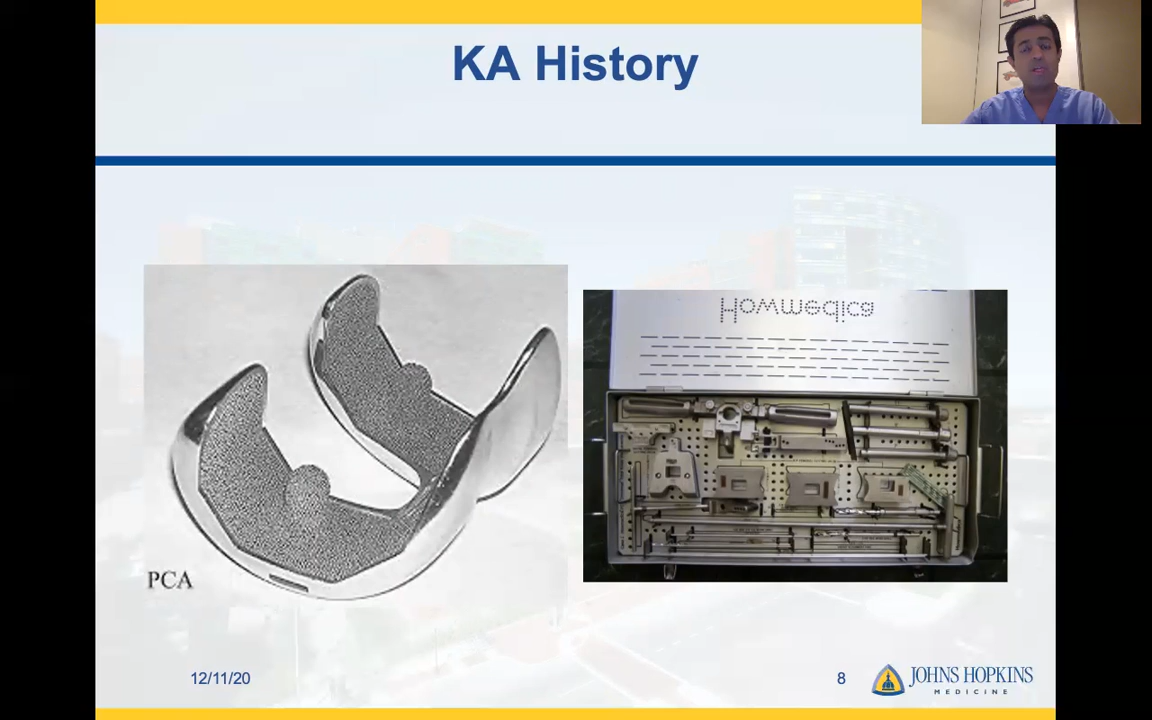 KA History
Howmedica
PCA
12/11/20
8
JOHNS HOPKINS
MEDICINE